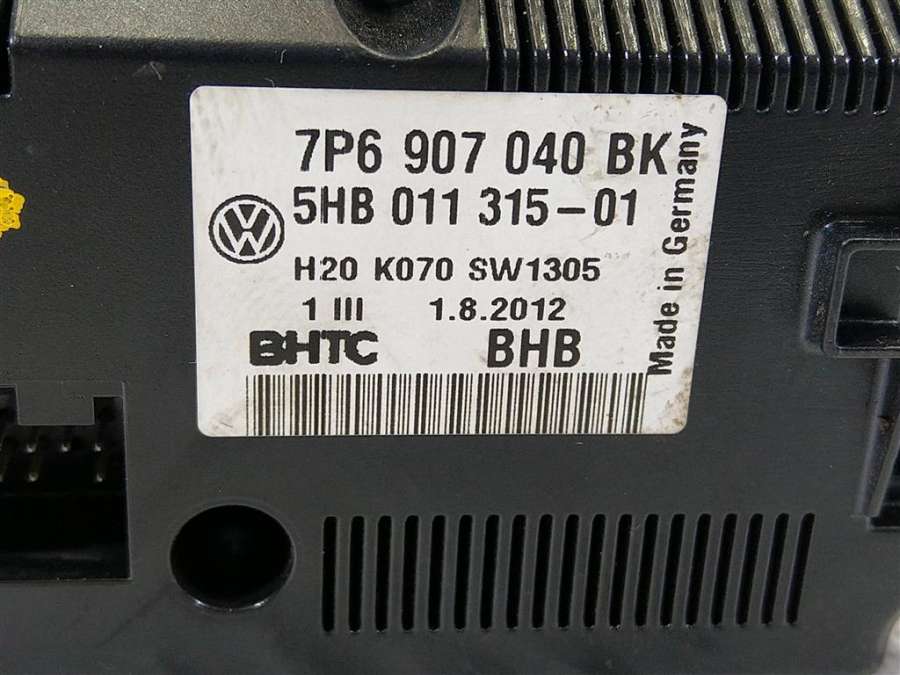 7P6 907 040 BK
5HB 011 315-01
H20 K070 SW1305
1 III 1.8.2012
BHTC BHB
Made in Germany